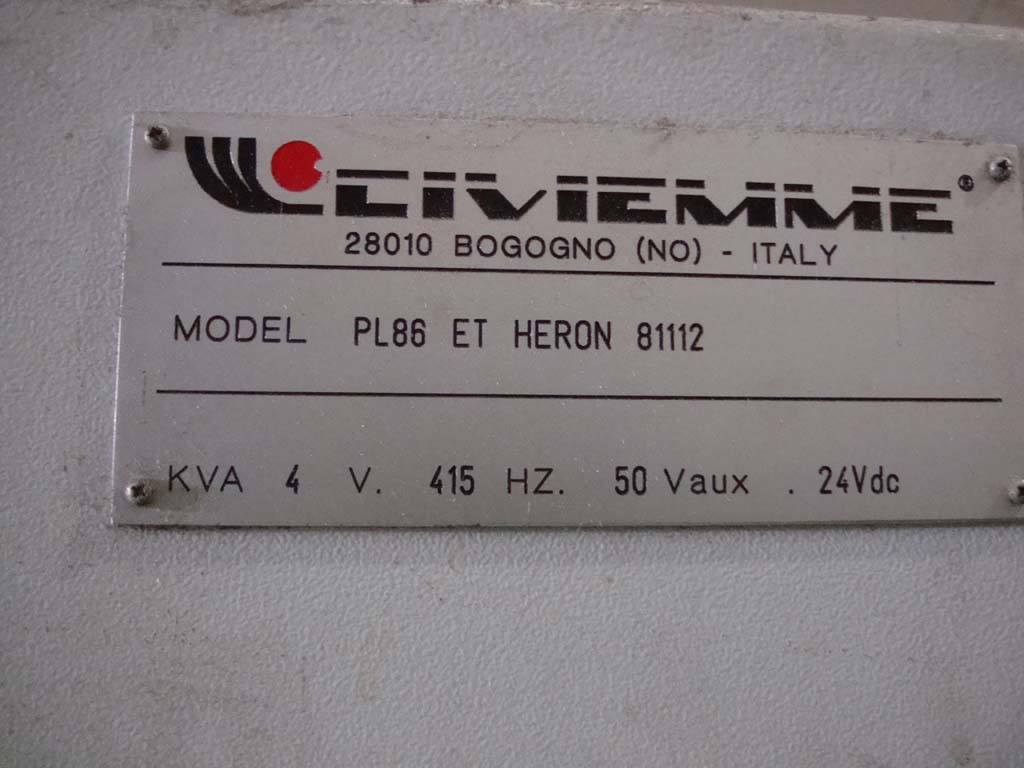 CIVIEMME ®
28010 BOGOGNO (NO) - ITALY
MODEL PL86 ET HERON 81112
KVA 4 V. 415 HZ. 50 Vaux . 24Vdc